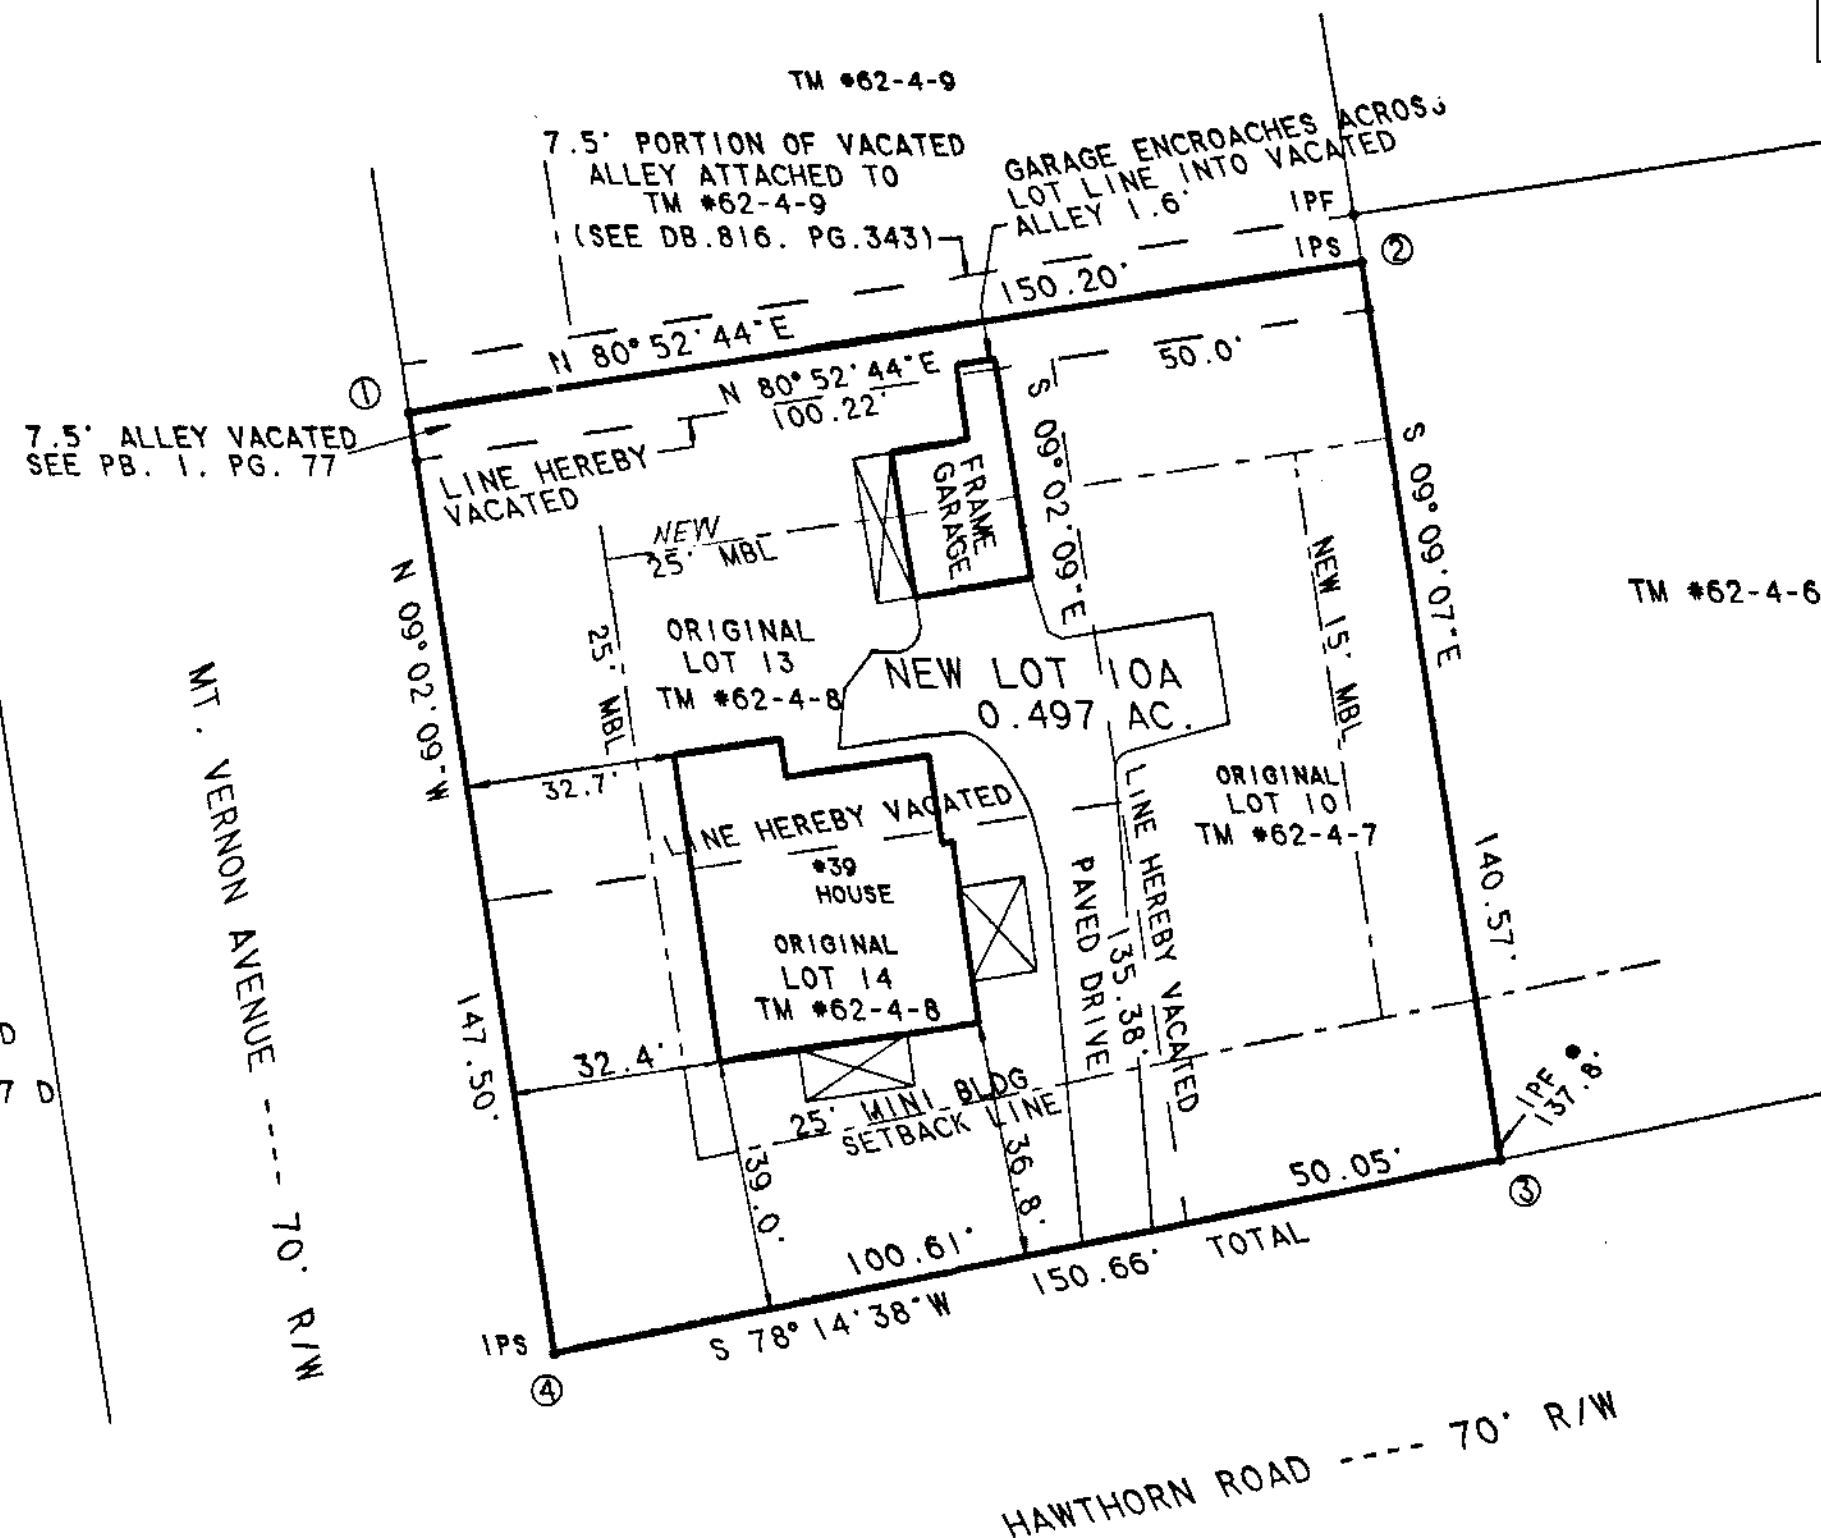 TM #62-4-9
7.5' PORTION OF VACATED
ALLEY ATTACHED TO
TM #62-4-9
(SEE DB.816. PG.343)
GARAGE ENCROACHES ACROSS
LOT LINE INTO VACATED
ALLEY 1.6'
IPF
IPS
②
150.20'
N 80° 52' 44" E
①
N 80° 52' 44" E
100.22'
50.0'
7.5' ALLEY VACATED
SEE PB. 1. PG. 77
LINE HEREBY
VACATED
S 09° 02' 09" E
S 09° 09' 07" E
FRAME
GARAGE
NEW
25' MBL
NEW 15' MBL
N 09° 02' 09" W
TM #62-4-6
25' MBL
ORIGINAL
LOT 13
TM #62-4-8
NEW LOT 10A
0.497 AC.
MT. VERNON AVENUE ---- 70' R/W
32.7'
LINE HEREBY VACATED
LINE HEREBY VACATED
ORIGINAL
LOT 10
TM #62-4-7
#39
HOUSE
ORIGINAL
LOT 14
TM #62-4-8
PAVED DRIVE
135.38'
140.57'
147.50'
D
7 D
32.4'
25' MINI BLDG
SETBACK LINE
IPF @
137.8'
39.0'
36.8'
50.05'
③
100.61'
150.66' TOTAL
S 78° 14' 38" W
IPS
④
HAWTHORN ROAD ---- 70' R/W